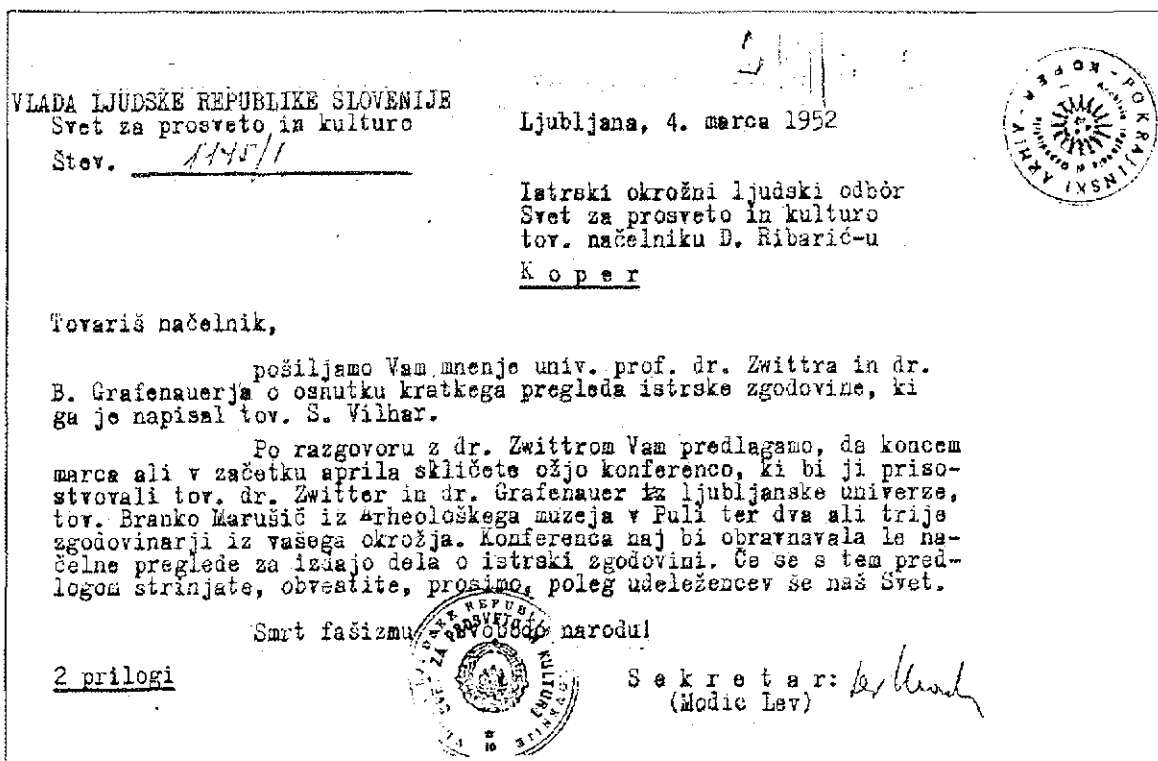 VLADA LJUDSKE REPUBLIKE SLOVENIJE
Svet za prosveto in kulturo
Štev. 1145/1
Ljubljana, 4. marca 1952
POKRAJINSKI ARHIV - KOPER
Istrski okrožni ljudski odbòr
Svet za prosveto in kulturo
tov. načelniku D. Ribarić-u
K o p e r
Tovariš načelnik,
pošiljamo Vam mnenje univ. prof. dr. Zwittra in dr.
B. Grafenauerja o osnutku kratkega pregleda istrske zgodovine, ki
ga je napisal tov. S. Vilhar.
Po razgovoru z dr. Zwittrom Vam predlagamo, da koncem
marca ali v začetku aprila skličete ožjo konferenco, ki bi ji priso-
stvovali tov. dr. Zwitter in dr. Grafenauer iz ljubljanske univerze,
tov. Branko Marušič iz Arheološkega muzeja v Puli ter dva ali trije
zgodovinarji iz vašega okrožja. Konferenca naj bi obravnavala le na-
čelne preglede za izdajo dela o istrski zgodovini. Če se s tem pred-
logom strinjate, obvestite, prosimo, poleg udeležencev še naš Svet.
Smrt fašizmu svobodo narodu!
2 prilogi
S e k r e t a r:
(Modic Lev)